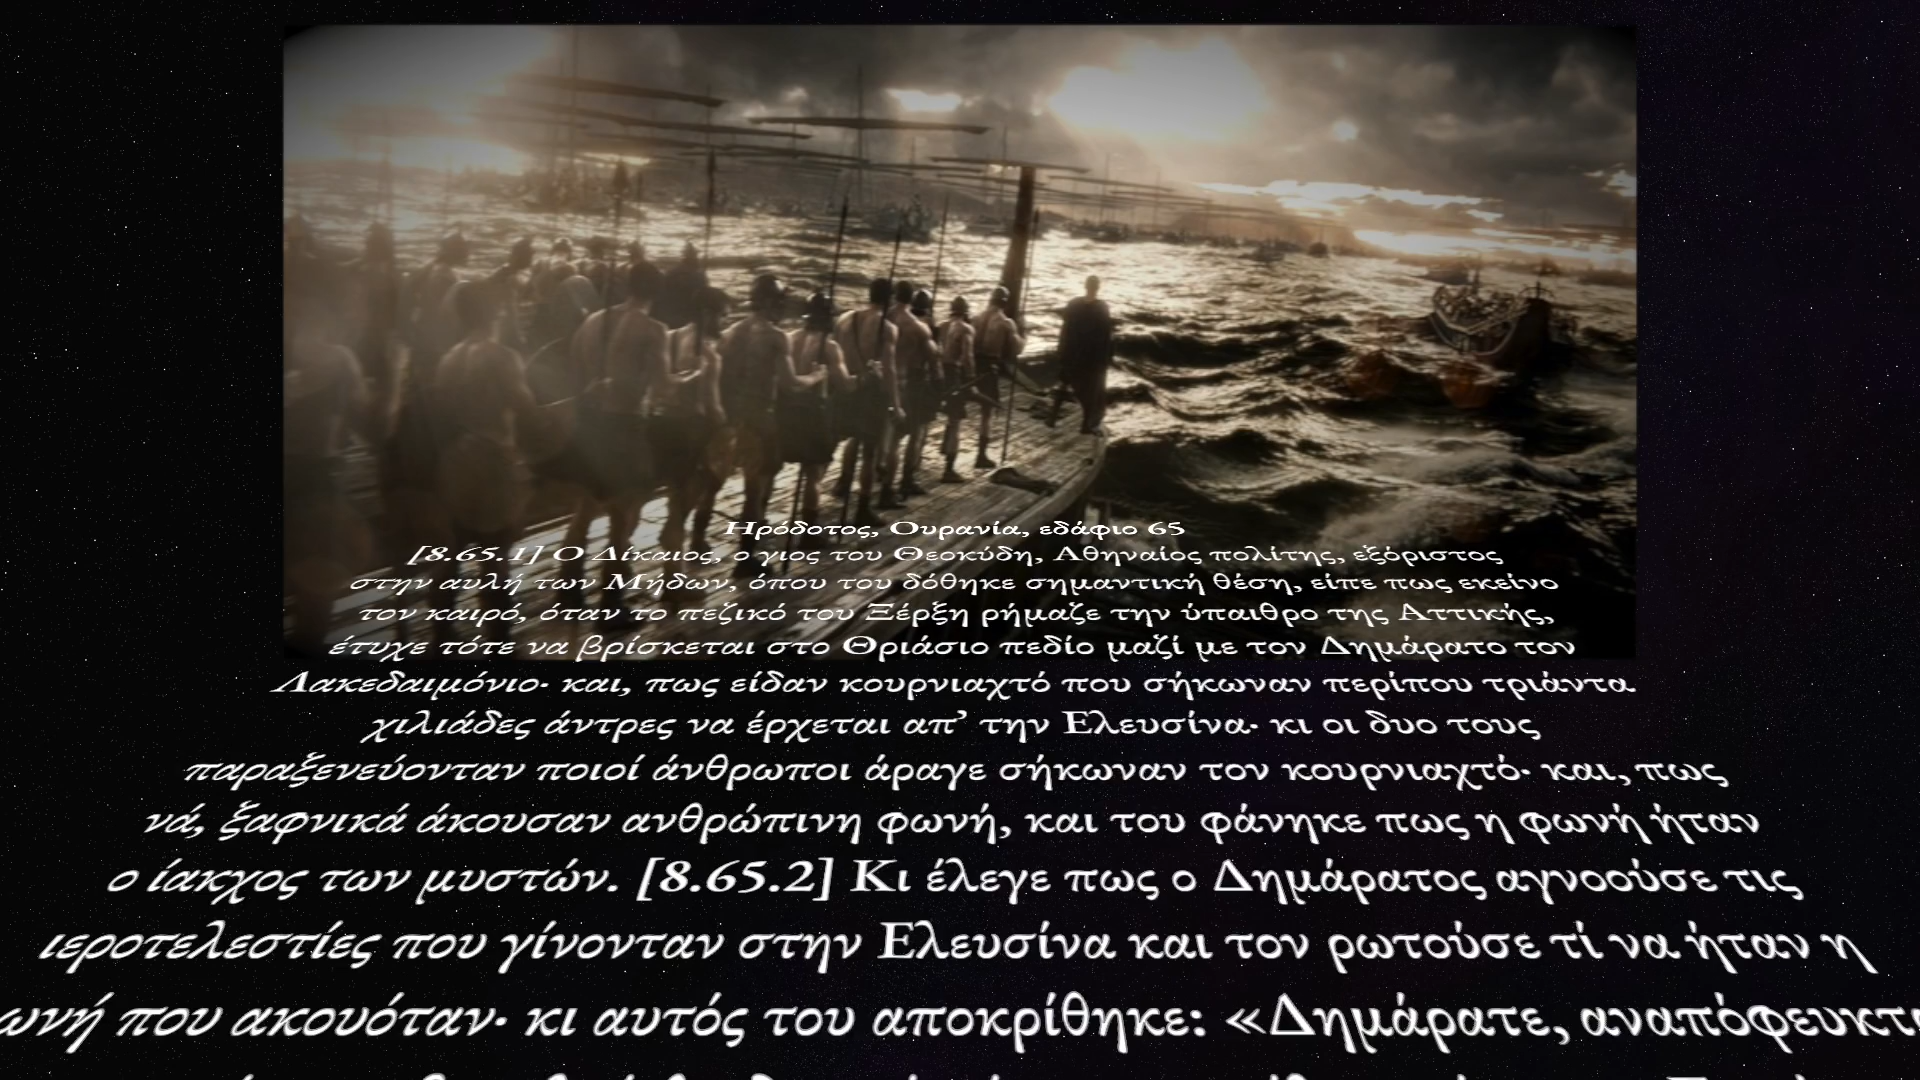 Ηρόδοτος, Ουρανία, εδάφιο 65
[8.65.1] Ο Δίκαιος, ο γιος του Θεοκύδη, Αθηναίος πολίτης, εξόριστος
στην αυλή των Μήδων, όπου του δόθηκε σημαντική θέση, είπε πως εκείνο
τον καιρό, όταν το πεζικό του Ξέρξη ρήμαζε την ύπαιθρο της Αττικής,
έτυχε τότε να βρίσκεται στο Θριάσιο πεδίο μαζί με τον Δημάρατο τον
Λακεδαιμόνιο· και, πως είδαν κουρνιαχτό που σήκωναν περίπου τριάντα
χιλιάδες άντρες να έρχεται απ’ την Ελευσίνα· κι οι δυο τους
παραξενεύονταν ποιοί άνθρωποι άραγε σήκωναν τον κουρνιαχτό· και, πως
νά, ξαφνικά άκουσαν ανθρώπινη φωνή, και του φάνηκε πως η φωνή ήταν
ο ίακχος των μυστών. [8.65.2] Κι έλεγε πως ο Δημάρατος αγνοούσε τις
ιεροτελεστίες που γίνονταν στην Ελευσίνα και τον ρωτούσε τί να ήταν η
ωνή που ακουόταν· κι αυτός του αποκρίθηκε: «Δημάρατε, αναπόφευκτα